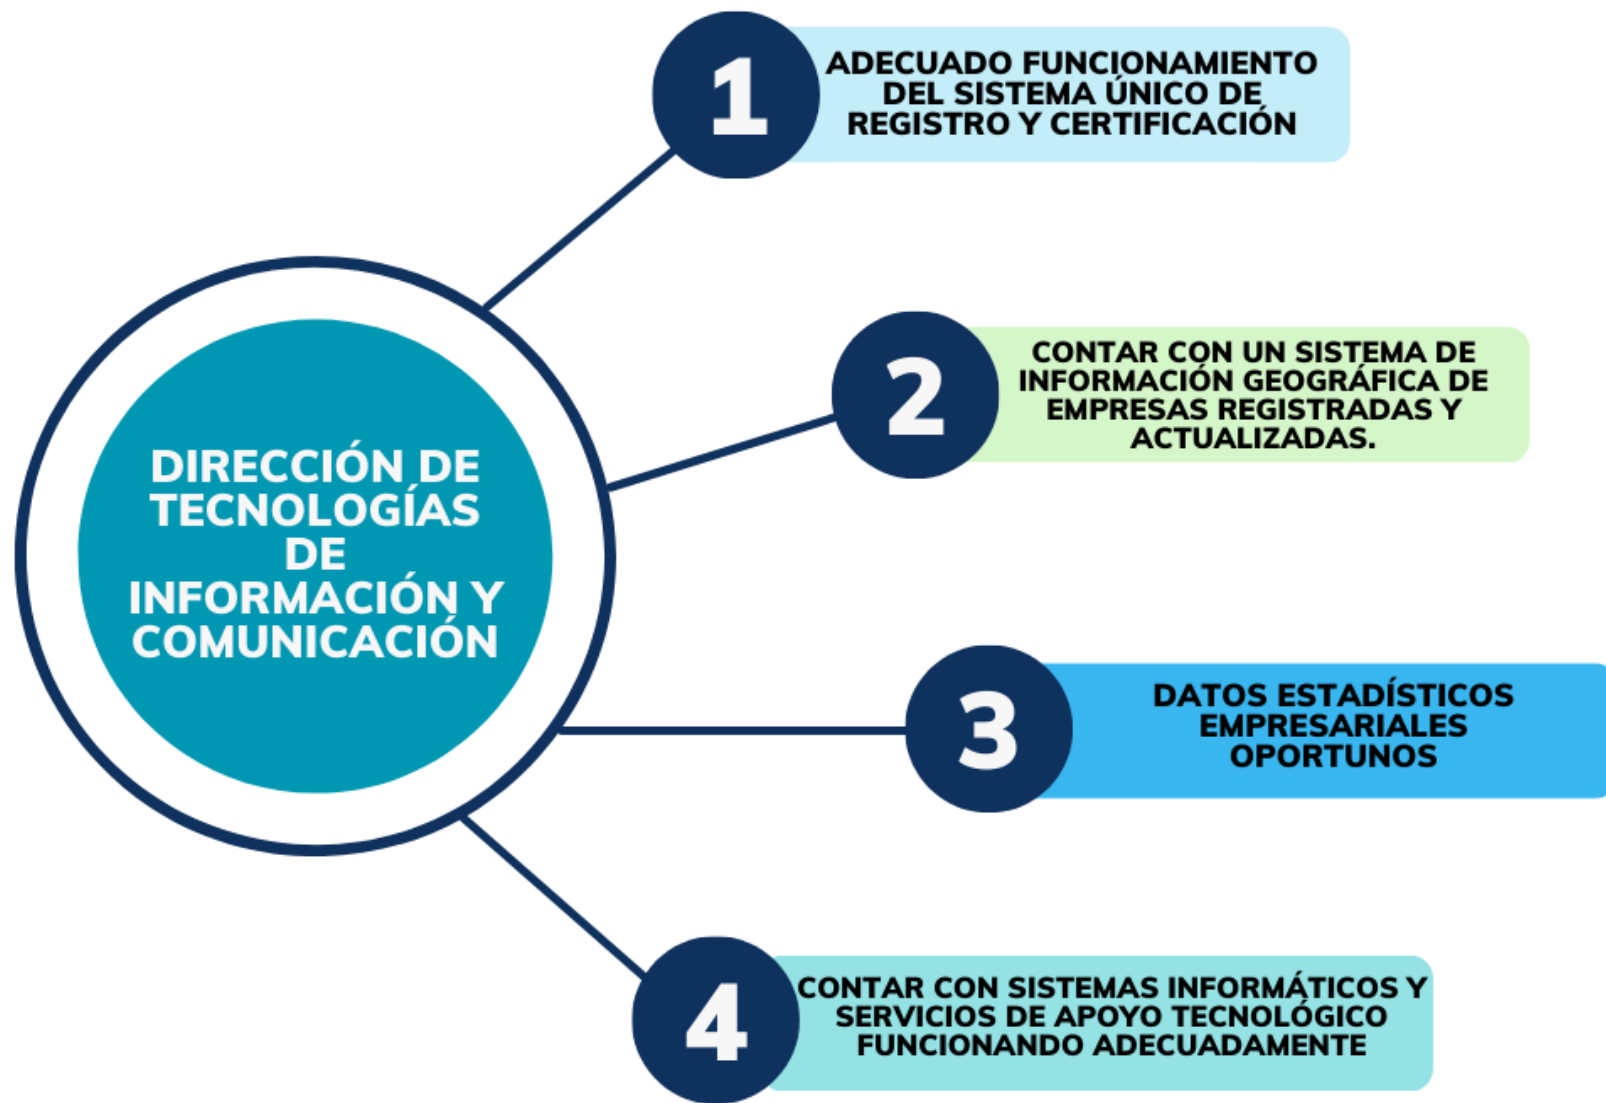 DIRECCIÓN DE
TECNOLOGÍAS
DE
INFORMACIÓN Y
COMUNICACIÓN
1
ADECUADO FUNCIONAMIENTO
DEL SISTEMA ÚNICO DE
REGISTRO Y CERTIFICACIÓN
2
CONTAR CON UN SISTEMA DE
INFORMACIÓN GEOGRÁFICA DE
EMPRESAS REGISTRADAS Y
ACTUALIZADAS.
3
DATOS ESTADÍSTICOS
EMPRESARIALES
OPORTUNOS
4
CONTAR CON SISTEMAS INFORMÁTICOS Y
SERVICIOS DE APOYO TECNOLÓGICO
FUNCIONANDO ADECUADAMENTE